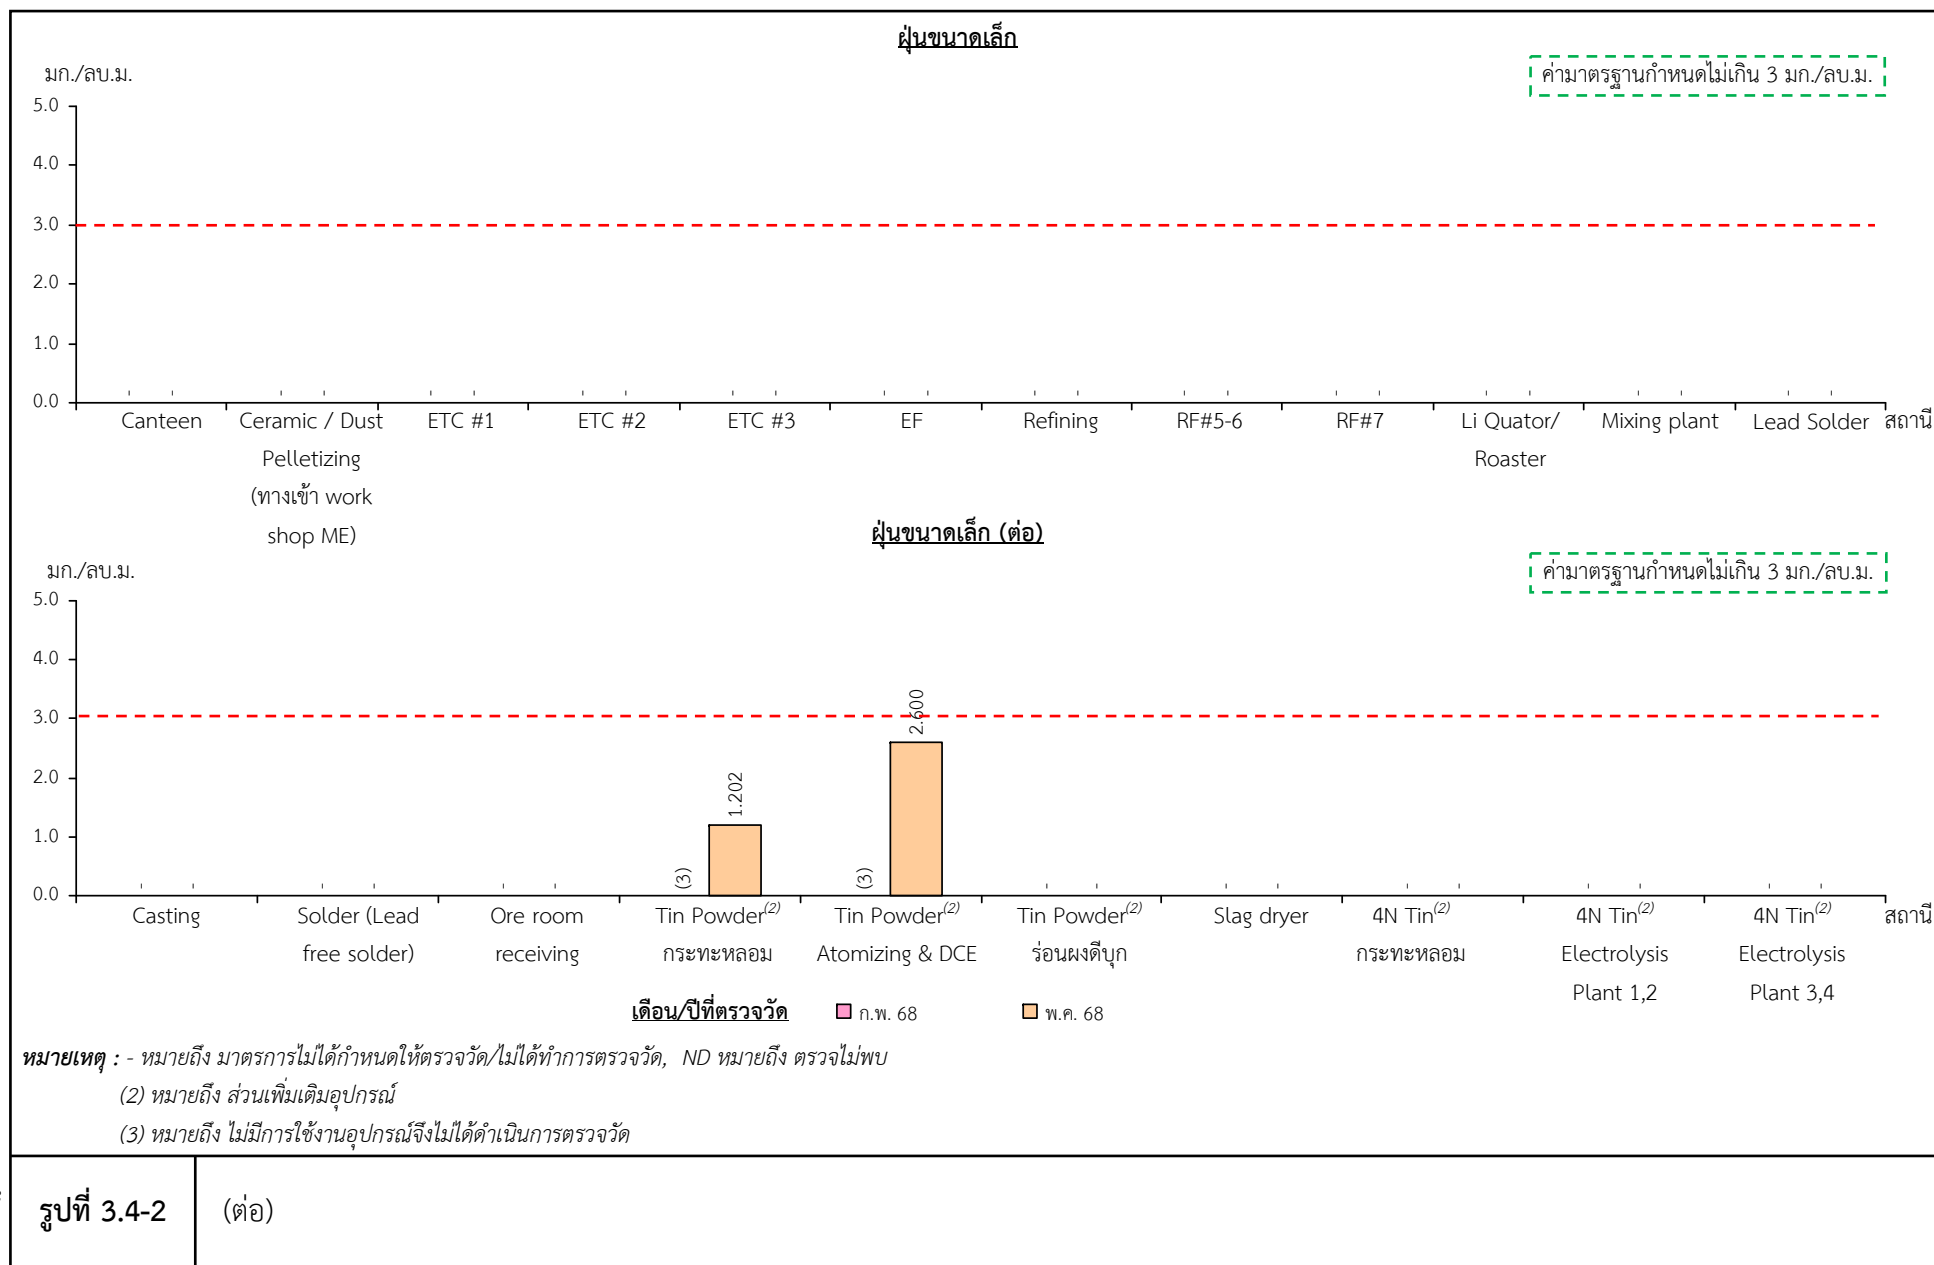 ฝุ่นขนาดเล็ก
มก./ลบ.ม.
ค่ามาตรฐานกำหนดไม่เกิน 3 มก./ลบ.ม.
5.0
4.0
3.0
2.0
1.0
0.0
- - - - - - - - - - - - - - - - - - - - - - - -
Canteen Ceramic / Dust ETC #1 ETC #2 ETC #3 EF Refining RF#5-6 RF#7 Li Quator/ Mixing plant Lead Solder สถานี
Pelletizing Roaster
(ทางเข้า work
shop ME)
ฝุ่นขนาดเล็ก (ต่อ)
มก./ลบ.ม.
ค่ามาตรฐานกำหนดไม่เกิน 3 มก./ลบ.ม.
5.0
4.0
3.0
2.600
2.0
1.202
1.0
(3) (3)
0.0
- - - - - - - - - - - - - - - -
Casting Solder (Lead Ore room Tin Powder(2) Tin Powder(2) Tin Powder(2) Slag dryer 4N Tin(2) 4N Tin(2) 4N Tin(2) สถานี
free solder) receiving กระทะหลอม Atomizing & DCE ร่อนผงดีบุก กระทะหลอม Electrolysis Electrolysis
Plant 1,2 Plant 3,4
เดือน/ปีที่ตรวจวัด ก.พ. 68 พ.ค. 68
หมายเหตุ : - หมายถึง มาตรการไม่ได้กำหนดให้ตรวจวัด/ไม่ได้ทำการตรวจวัด, ND หมายถึง ตรวจไม่พบ
(2) หมายถึง ส่วนเพิ่มเติมอุปกรณ์
(3) หมายถึง ไม่มีการใช้งานอุปกรณ์จึงไม่ได้ดำเนินการตรวจวัด
รูปที่ 3.4-2 (ต่อ)